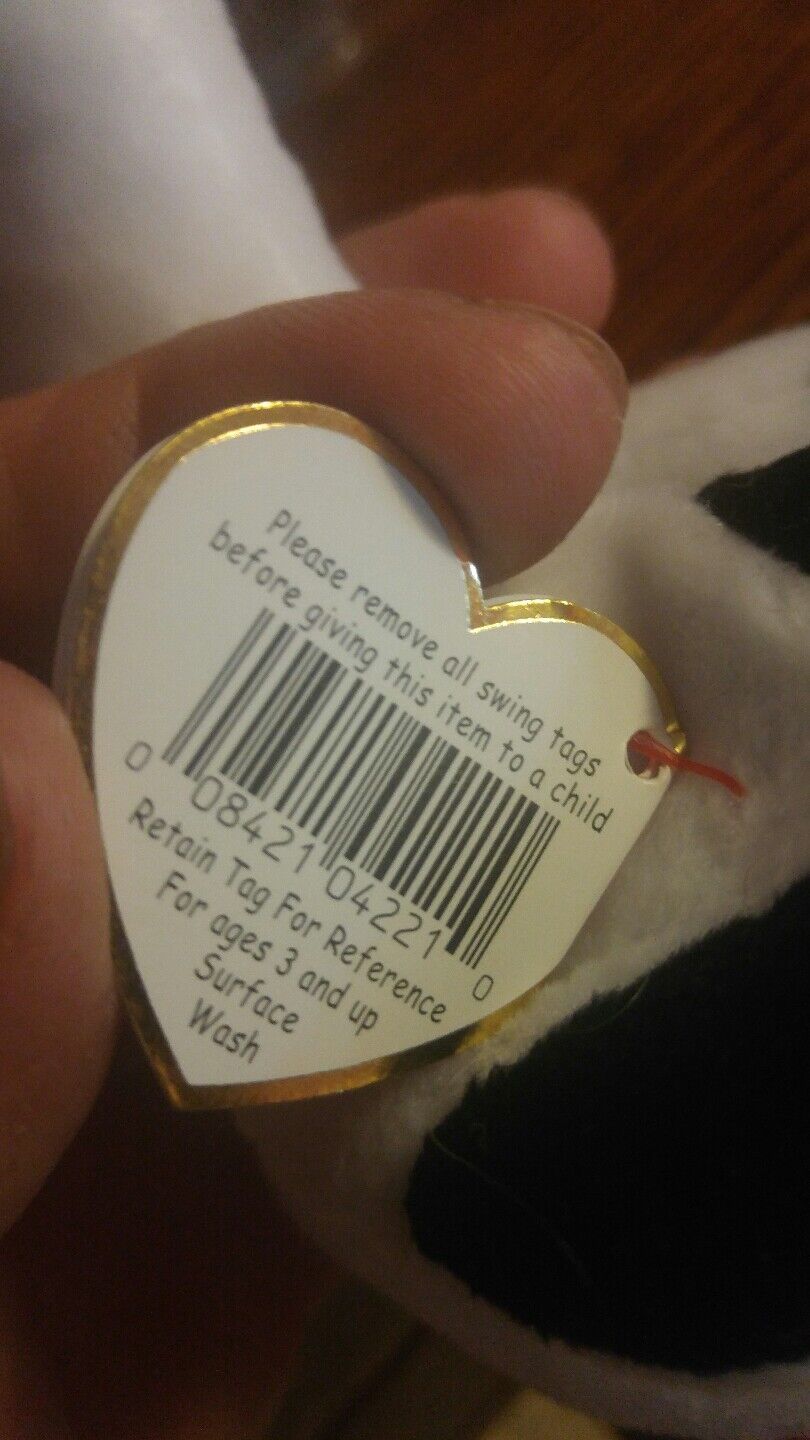 Please remove all swing tags
before giving this item to a child
0 08421 04221 0
Retain Tag For Reference
For ages 3 and up
Surface
Wash